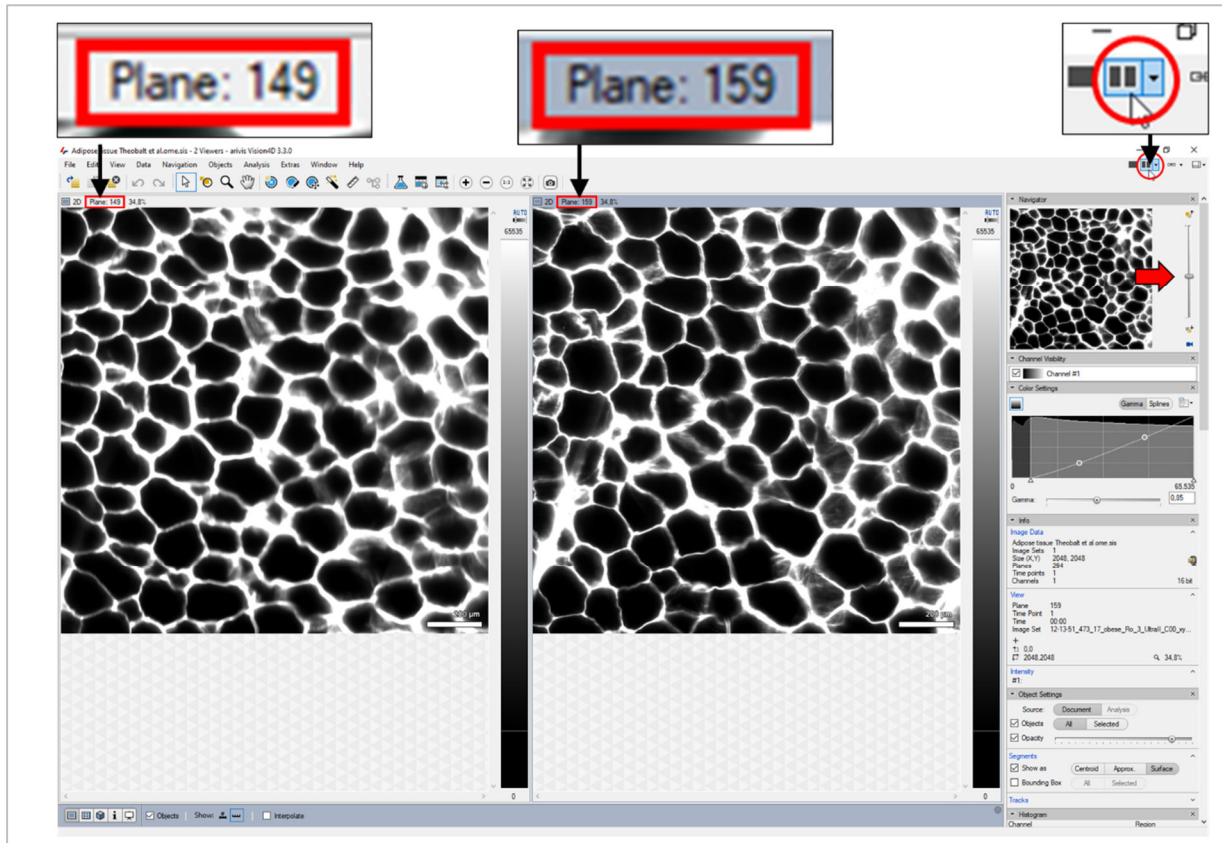 Plane: 149
Plane: 159
Adipose tissue Theobalt et al.ome.sis - 2 Viewers - arivis Vision4D 3.3.0
File Edit View Data Navigation Objects Analysis Extras Window Help
2D Plane: 149 34,8%
2D Plane: 159 34,8%
AUTO
65535
AUTO
65535
200 µm
200 µm
0
0
Navigator
Channel Visibility
Channel #1
Color Settings
Gamma Splines
0 65.535
Gamma: 0,85
Info
Image Data
Adipose tissue Theobalt et al.ome.sis
Image Sets 1
Size (X,Y) 2048, 2048
Planes 294
Time points 1
Channels 1 16 bit
View
Plane 159
Time Point 1
Time 00:00
Image Set 12-13-51_473_17_obese_Ro_3_UltraII_C00_xy...
0,0
2048,2048 34,8%
Intensity
#1:
Object Settings
Source: Document Analysis
Objects All Selected
Opacity
Segments
Show as Centroid Approx. Surface
Bounding Box All Selected
Tracks
Histogram
Channel Region
Objects Show: Interpolate